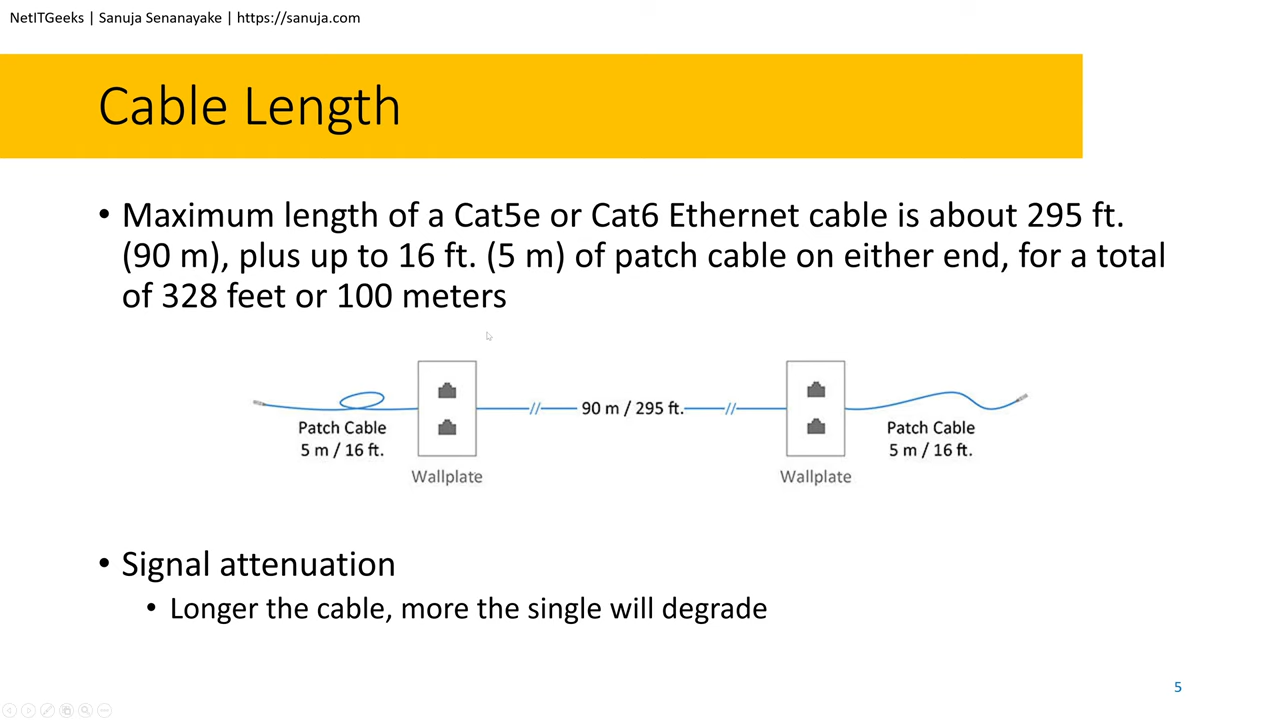 NetITGeeks | Sanuja Senanayake | https://sanuja.com
Cable Length
• Maximum length of a Cat5e or Cat6 Ethernet cable is about 295 ft.
(90 m), plus up to 16 ft. (5 m) of patch cable on either end, for a total
of 328 feet or 100 meters
90 m / 295 ft.
Patch Cable
5 m / 16 ft.
Wallplate
Patch Cable
5 m / 16 ft.
Wallplate
• Signal attenuation
• Longer the cable, more the single will degrade
5